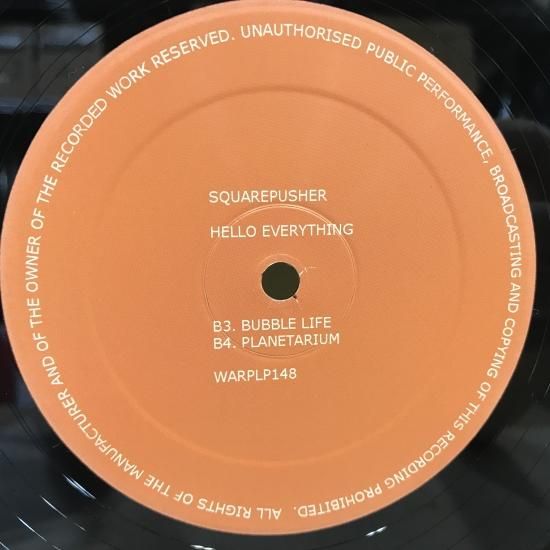 SQUAREPUSHER
HELLO EVERYTHING
B3. BUBBLE LIFE
B4. PLANETARIUM
WARPLP148
ALL RIGHTS OF THE MANUFACTURER AND OF THE OWNER OF THE RECORDED WORK RESERVED. UNAUTHORISED PUBLIC PERFORMANCE, BROADCASTING AND COPYING OF THIS RECORDING PROHIBITED.